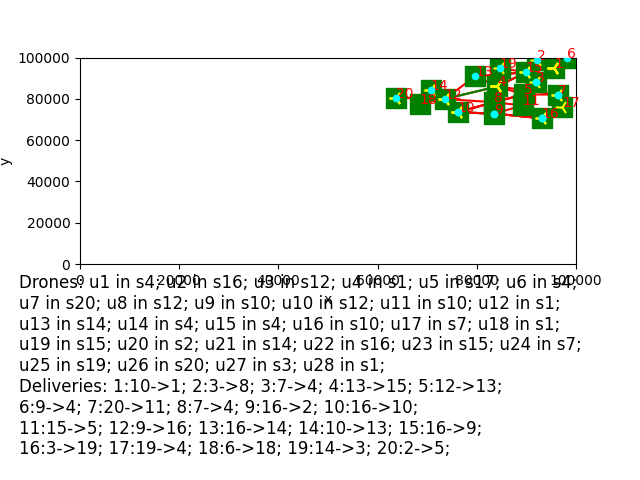 100000
80000
60000
40000
20000
0
y
0 20000 40000 60000 80000 100000
x
Drones: u1 in s4; u2 in s16; u3 in s12; u4 in s1; u5 in s17; u6 in s4;
u7 in s20; u8 in s12; u9 in s10; u10 in s12; u11 in s10; u12 in s1;
u13 in s14; u14 in s4; u15 in s4; u16 in s10; u17 in s7; u18 in s1;
u19 in s15; u20 in s2; u21 in s14; u22 in s16; u23 in s15; u24 in s7;
u25 in s19; u26 in s20; u27 in s3; u28 in s1;
Deliveries: 1:10->1; 2:3->8; 3:7->4; 4:13->15; 5:12->13;
6:9->4; 7:20->11; 8:7->4; 9:16->2; 10:16->10;
11:15->5; 12:9->16; 13:16->14; 14:10->13; 15:16->9;
16:3->19; 17:19->4; 18:6->18; 19:14->3; 20:2->5;